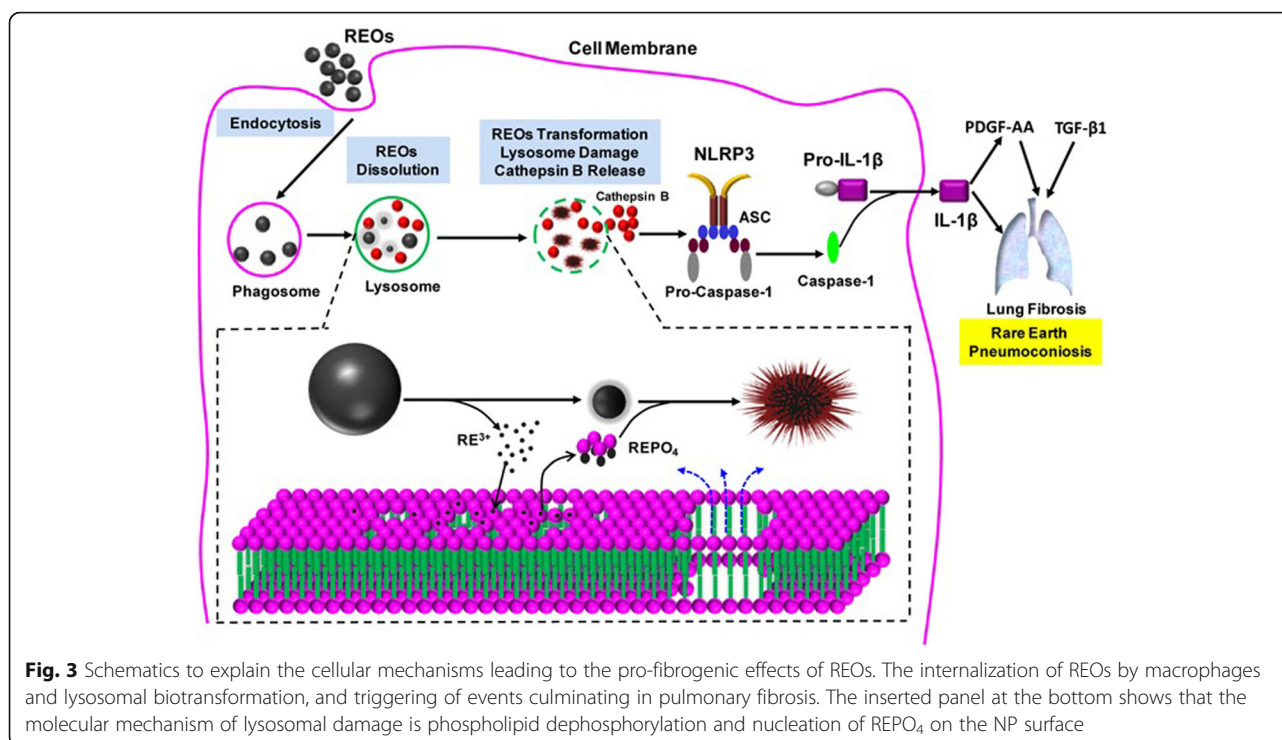 REOs
Cell Membrane
Endocytosis
REOs
Dissolution
REOs Transformation
Lysosome Damage
Cathepsin B Release
Cathepsin B
NLRP3
ASC
Pro-Caspase-1
Caspase-1
Pro-IL-1β
IL-1β
PDGF-AA
TGF-β1
Phagosome
Lysosome
Lung Fibrosis
Rare Earth
Pneumoconiosis
RE³⁺
REPO₄
Fig. 3 Schematics to explain the cellular mechanisms leading to the pro-fibrogenic effects of REOs. The internalization of REOs by macrophages
and lysosomal biotransformation, and triggering of events culminating in pulmonary fibrosis. The inserted panel at the bottom shows that the
molecular mechanism of lysosomal damage is phospholipid dephosphorylation and nucleation of REPO₄ on the NP surface